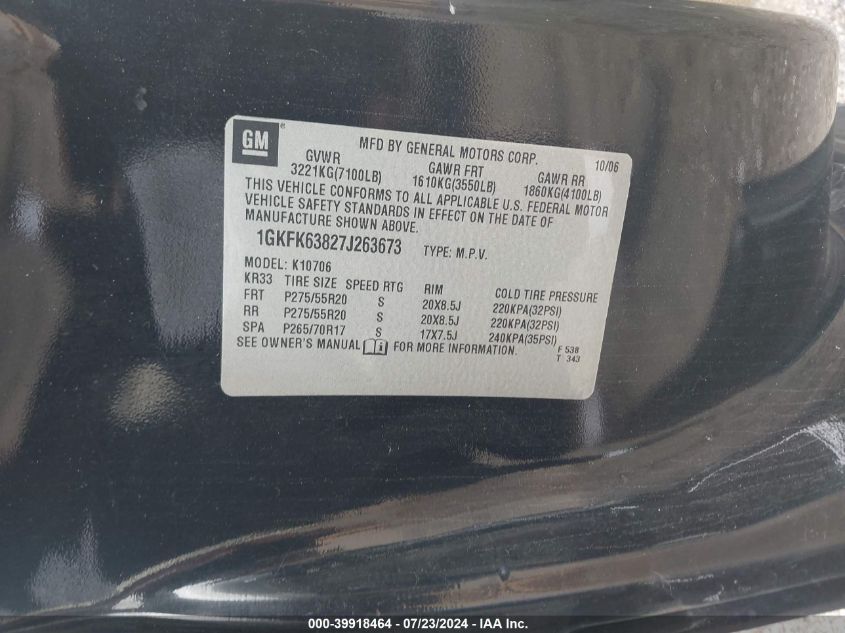 GM ®
MFD BY GENERAL MOTORS CORP. 10/06
GVWR GAWR FRT GAWR RR
3221KG(7100LB) 1610KG(3550LB) 1860KG(4100LB)
THIS VEHICLE CONFORMS TO ALL APPLICABLE U.S. FEDERAL MOTOR
VEHICLE SAFETY STANDARDS IN EFFECT ON THE DATE OF
MANUFACTURE SHOWN ABOVE.
1GKFK63827J263673 TYPE: M.P.V.
MODEL: K10706
KR33 TIRE SIZE SPEED RTG RIM COLD TIRE PRESSURE
FRT P275/55R20 S 20X8.5J 220KPA(32PSI)
RR P275/55R20 S 20X8.5J 220KPA(32PSI)
SPA P265/70R17 S 17X7.5J 240KPA(35PSI)
SEE OWNER'S MANUAL FOR MORE INFORMATION. F 538
T 343
000-39918464 - 07/23/2024 - IAA Inc.